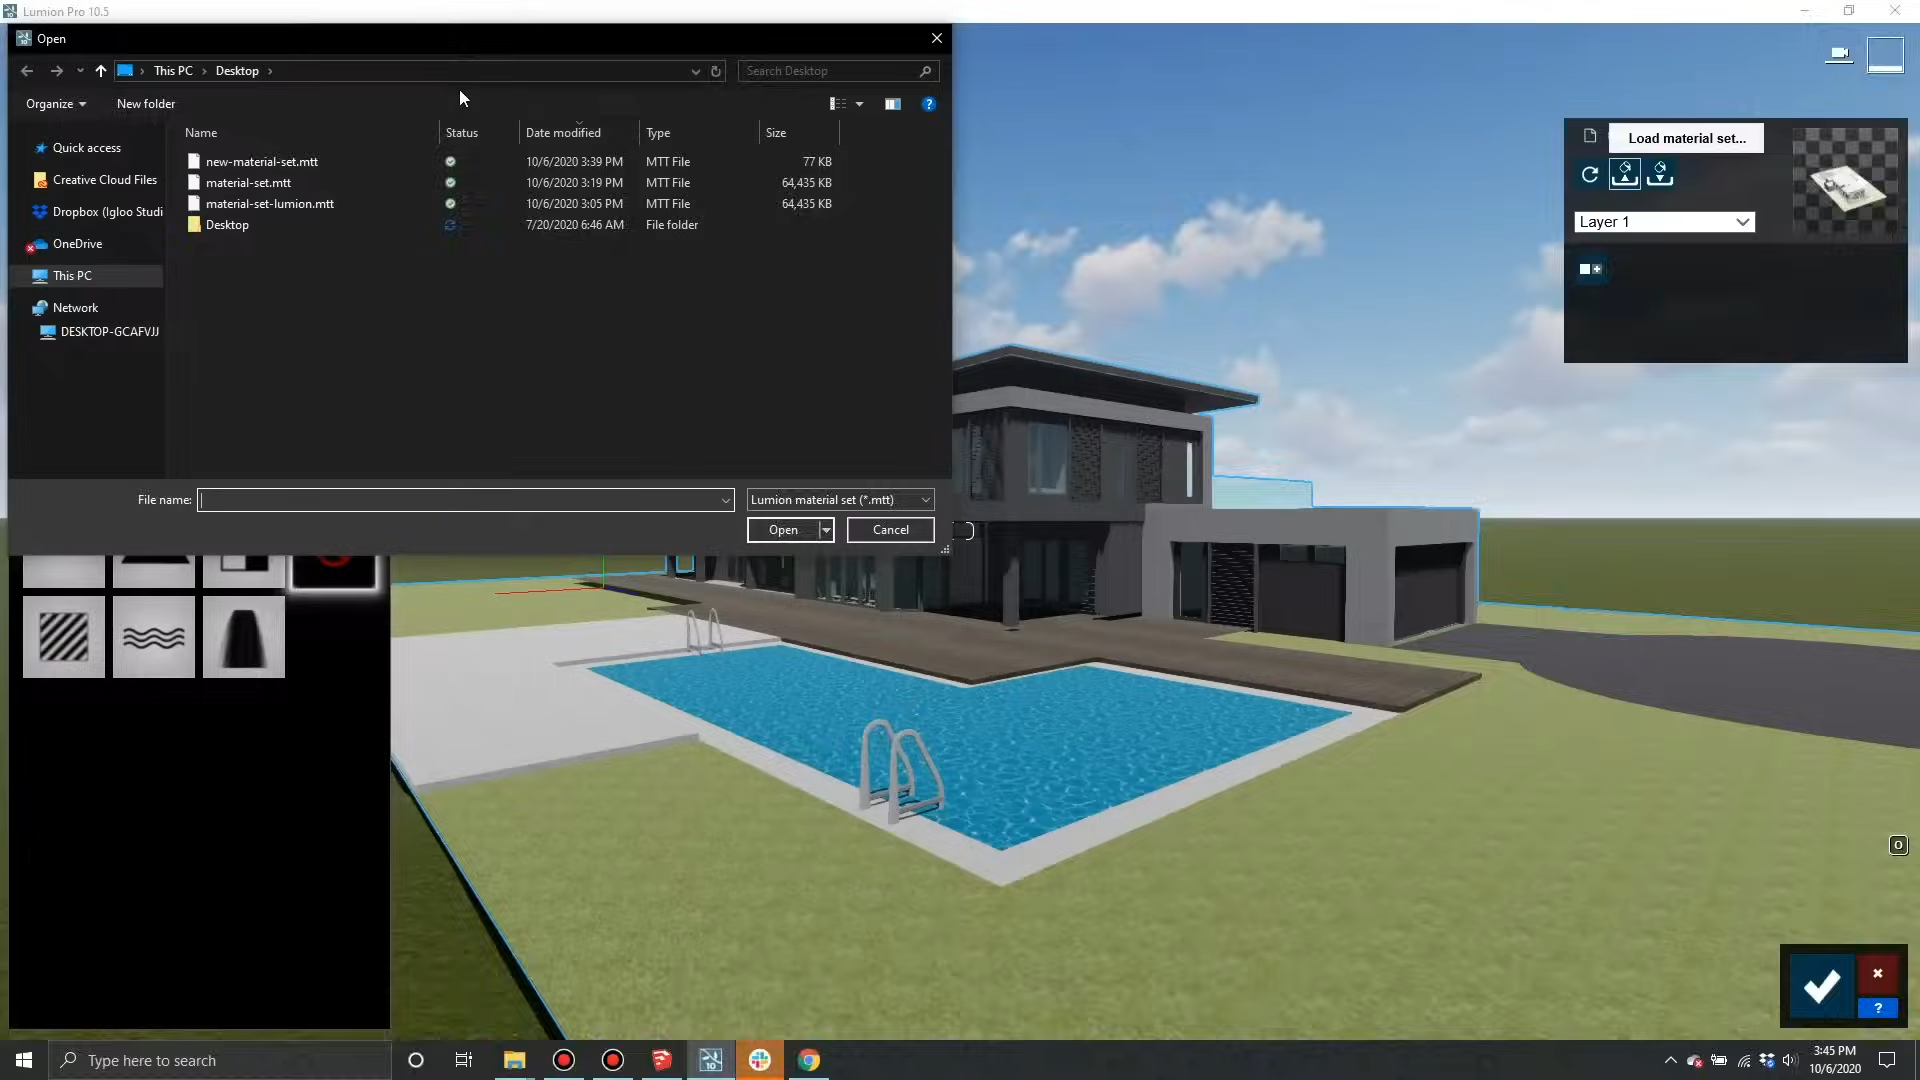 Lumion Pro 10.5
Open
This PC
Desktop
Search Desktop
Organize
New folder
Name
Status
Date modified
Type
Size
Quick access
Creative Cloud Files
Dropbox (Igloo Studi
OneDrive
This PC
Network
DESKTOP-GCAFVJJ
new-material-set.mtt 10/6/2020 3:39 PM MTT File 77 KB
material-set.mtt 10/6/2020 3:19 PM MTT File 64,435 KB
material-set-lumion.mtt 10/6/2020 3:05 PM MTT File 64,435 KB
Desktop 7/20/2020 6:46 AM File folder
File name:
Lumion material set (*.mtt)
Open
Cancel
Load material set...
Layer 1
O
?
Type here to search
10
3:45 PM
10/6/2020